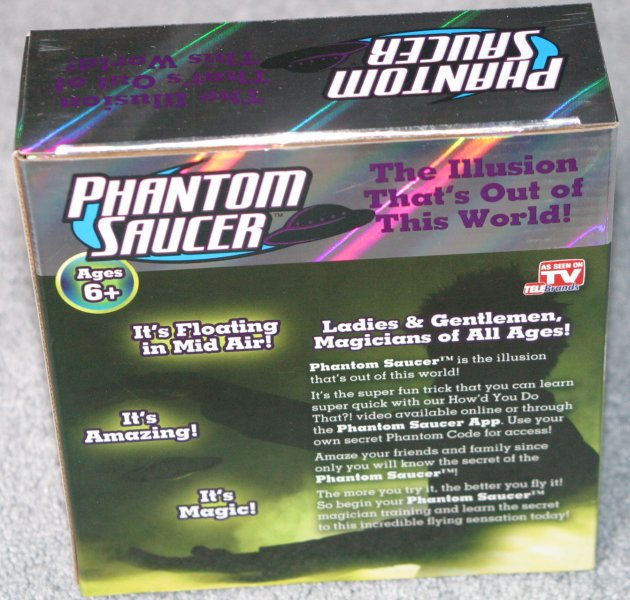 PHANTOM
SAUCER
The Illusion
That's Out of
This World!
PHANTOM
SAUCER™
The Illusion
That's Out of
This World!
Ages
6+
AS SEEN ON
TV
TELEBrands
It's Floating
in Mid Air!
It's
Amazing!
It's
Magic!
Ladies & Gentlemen,
Magicians of All Ages!
Phantom Saucer™ is the illusion
that's out of this world!
It's the super fun trick that you can learn
super quick with our How'd You Do
That?! video available online or through
the Phantom Saucer App. Use your
own secret Phantom Code for access!
Amaze your friends and family since
only you will know the secret of the
Phantom Saucer™!
The more you try it, the better you fly it!
So begin your Phantom Saucer™
magician training and learn the secret
to this incredible flying sensation today!